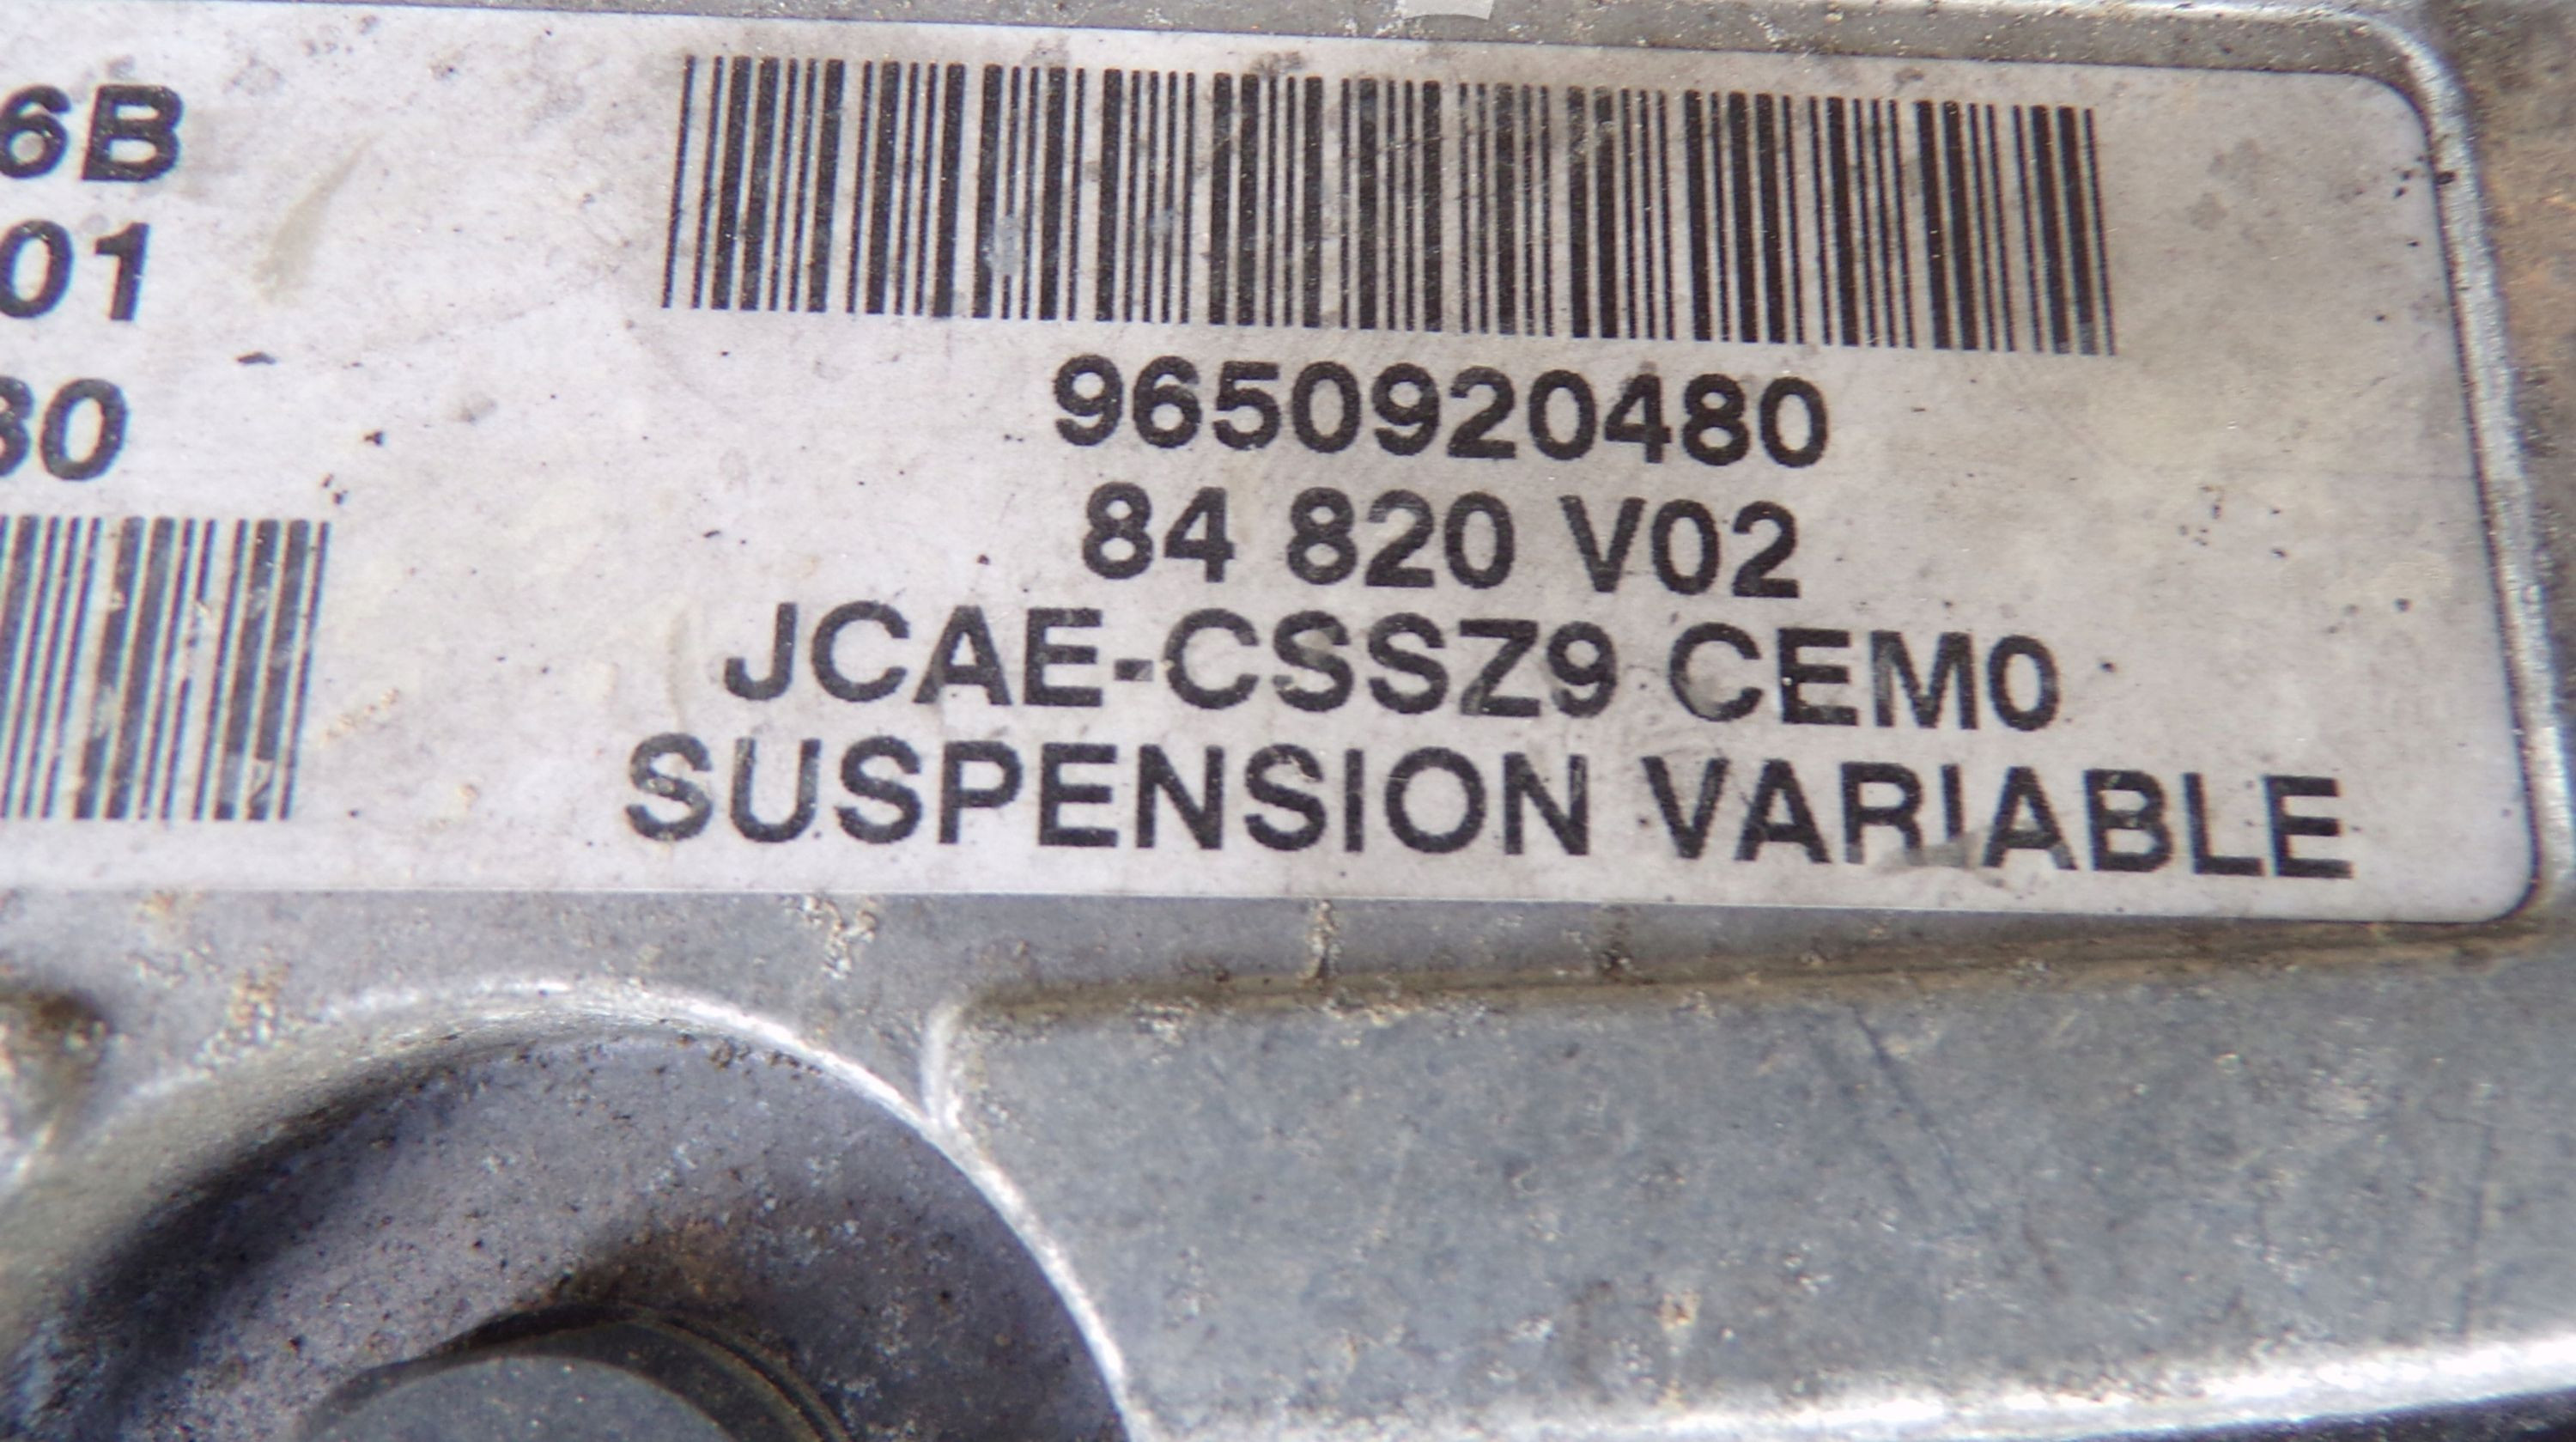 6B
01
80
9650920480
84 820 V02
JCAE-CSSZ9 CEM0
SUSPENSION VARIABLE